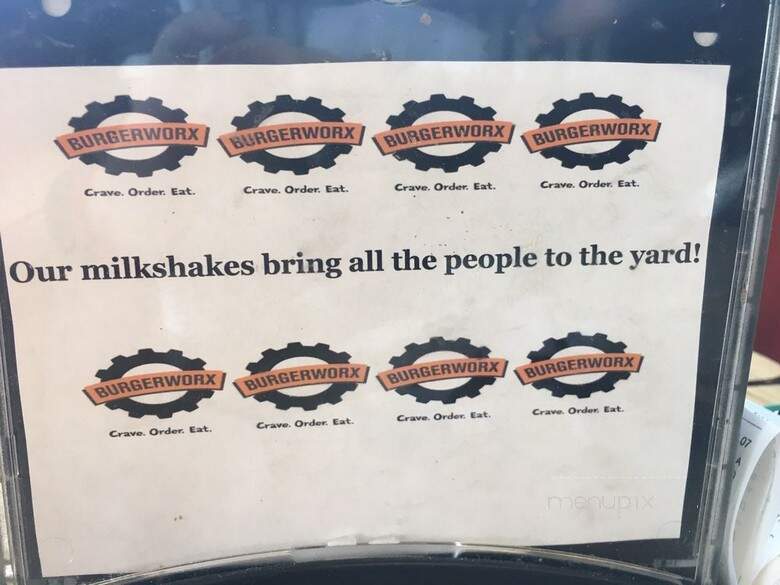 BURGERWORX BURGERWORX BURGERWORX BURGERWORX
Crave. Order. Eat. Crave. Order. Eat. Crave. Order. Eat. Crave. Order. Eat.
Our milkshakes bring all the people to the yard!
BURGERWORX BURGERWORX BURGERWORX BURGERWORX
Crave. Order. Eat. Crave. Order. Eat. Crave. Order. Eat. Crave. Order. Eat.
menupix
07
A